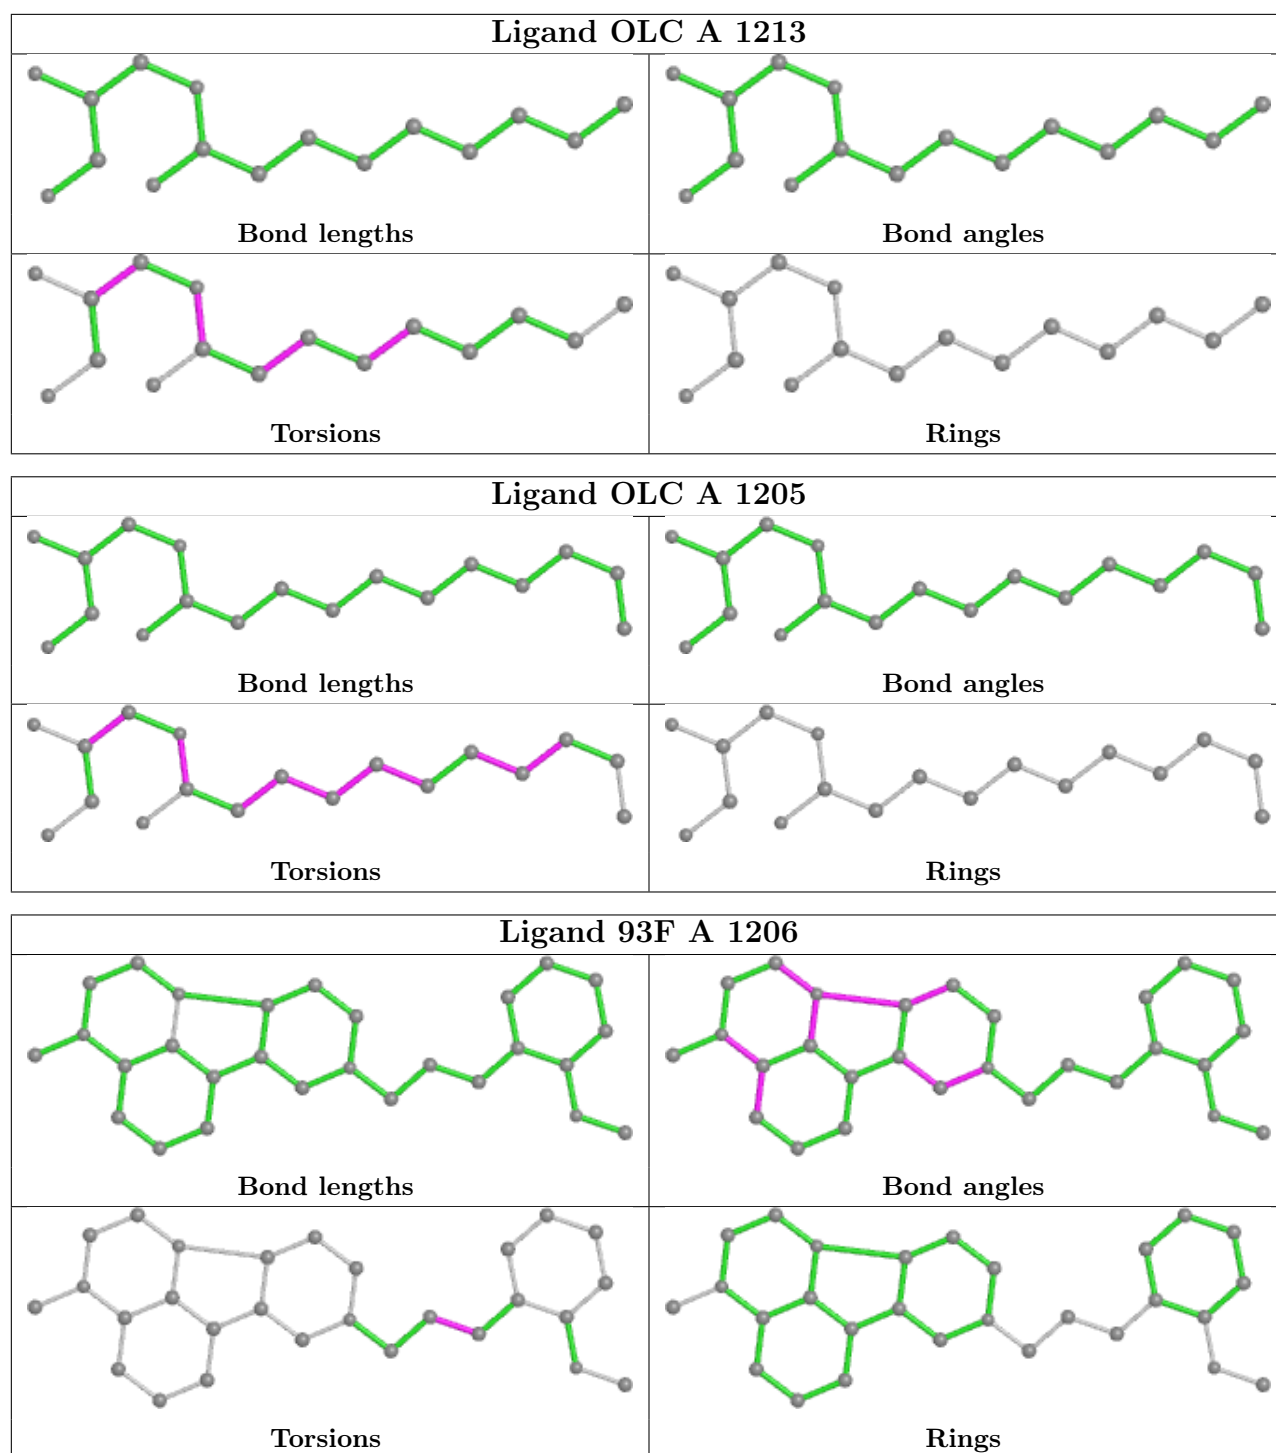 Ligand OLC A 1213
Bond lengths
Bond angles
Torsions
Rings
Ligand OLC A 1205
Bond lengths
Bond angles
Torsions
Rings
Ligand 93F A 1206
Bond lengths
Bond angles
Torsions
Rings